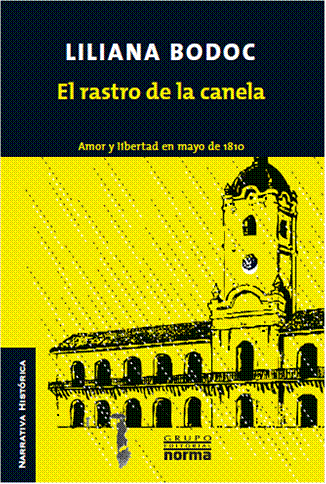 LILIANA BODOC
El rastro de la canela
Amor y libertad en mayo de 1810
NARRATIVA HISTÓRICA
GRUPO
EDITORIAL
norma